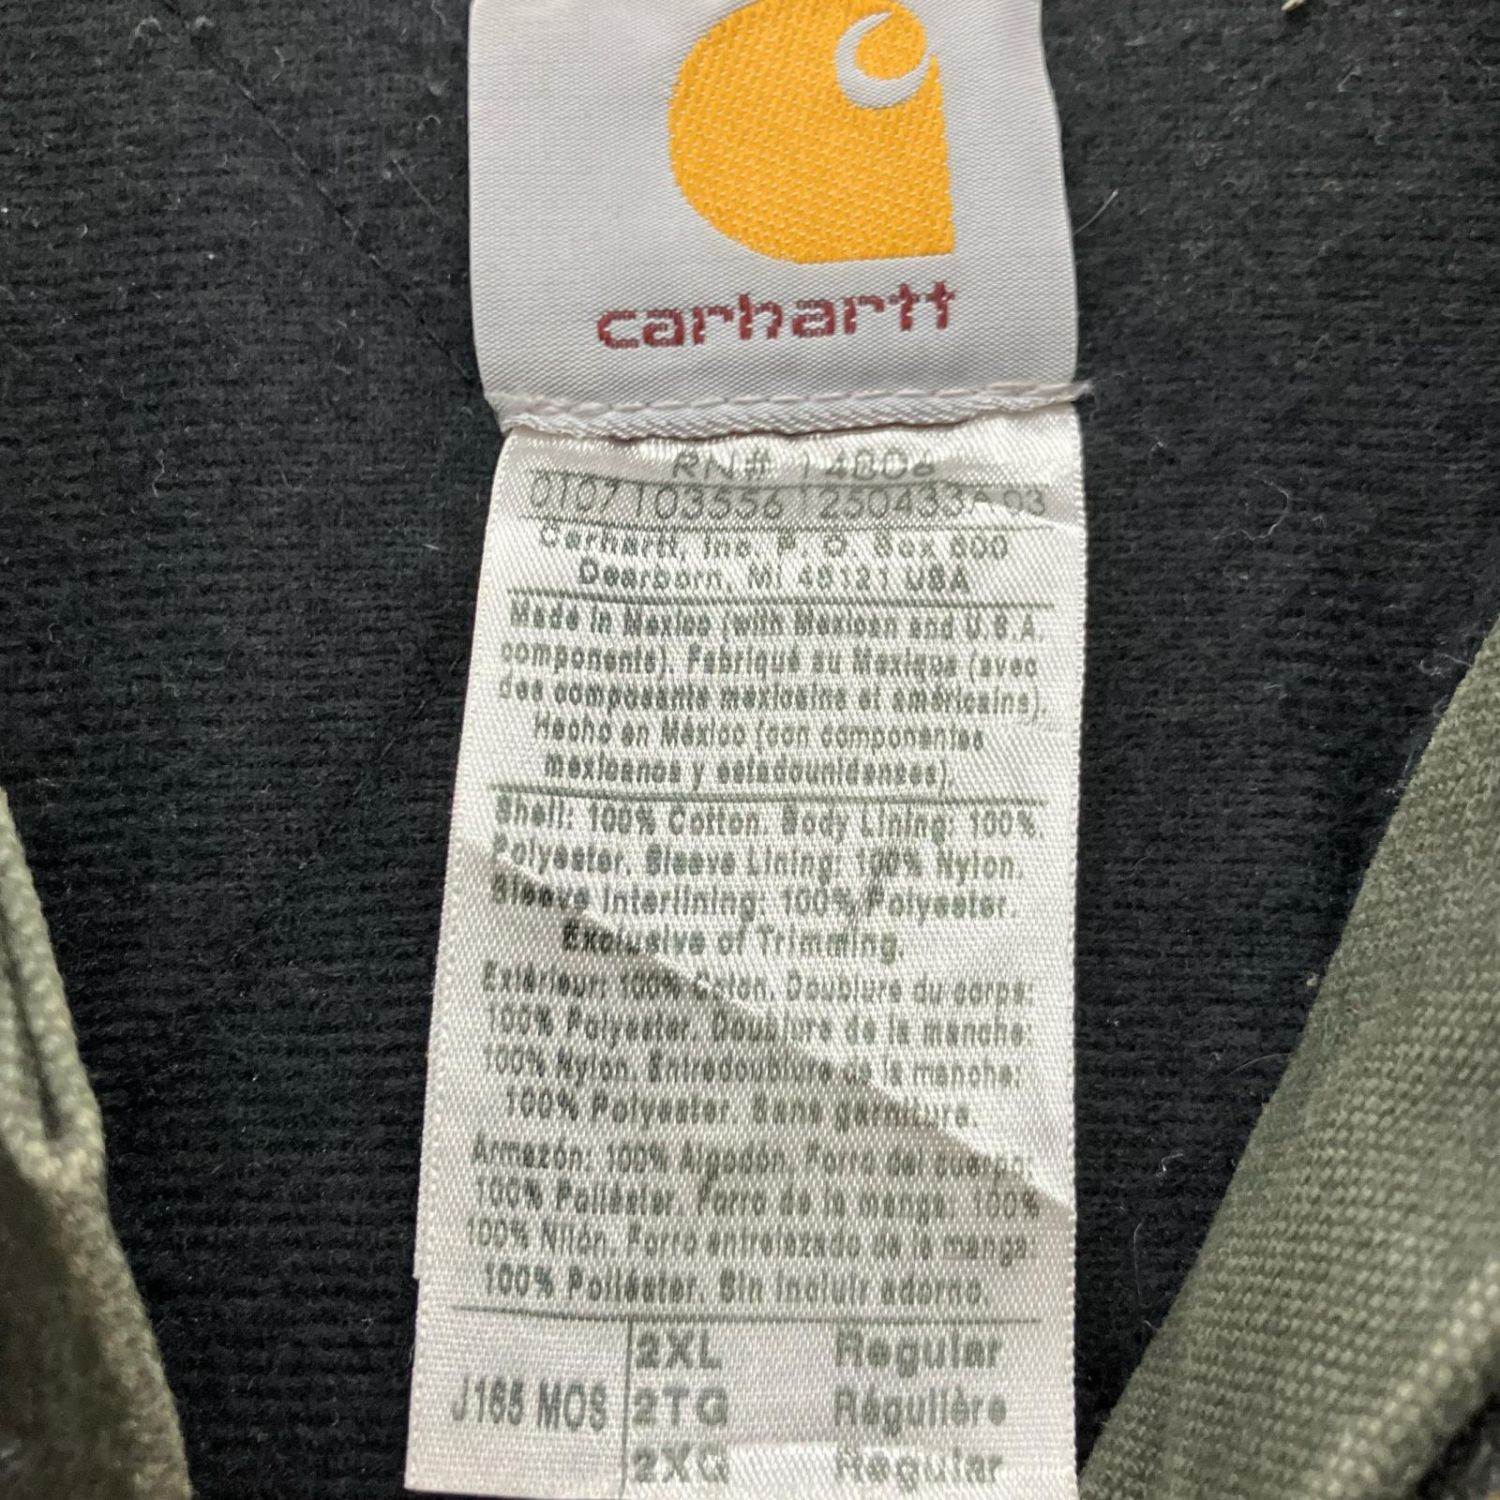 carhartt
RN# 14806
0107103556 1250433A 03
Carhartt, Inc. P. O. Box 600
Dearborn, MI 48121 USA
Made in Mexico (with Mexican and U.S.A.
components). Fabriqué au Mexique (avec
des composants mexicains et américains).
Hecho en México (con componentes
mexicanos y estadounidenses).
Shell: 100% Cotton. Body Lining: 100%
Polyester. Sleeve Lining: 100% Nylon.
Sleeve Interlining: 100% Polyester.
Exclusive of Trimming.
Extérieur: 100% Coton. Doublure du corps:
100% Polyester. Doublure de la manche:
100% Nylon. Entredoublure de la manche:
100% Polyester. Sans garniture.
Armazón: 100% Algodón. Forro del cuerpo:
100% Poliéster. Forro de la manga: 100%
100% Nilón. Forro entrelazado de la manga:
100% Poliéster. Sin incluir adorno.
J165 MOS
2XL Regular
2TG Régulière
2XG Regular